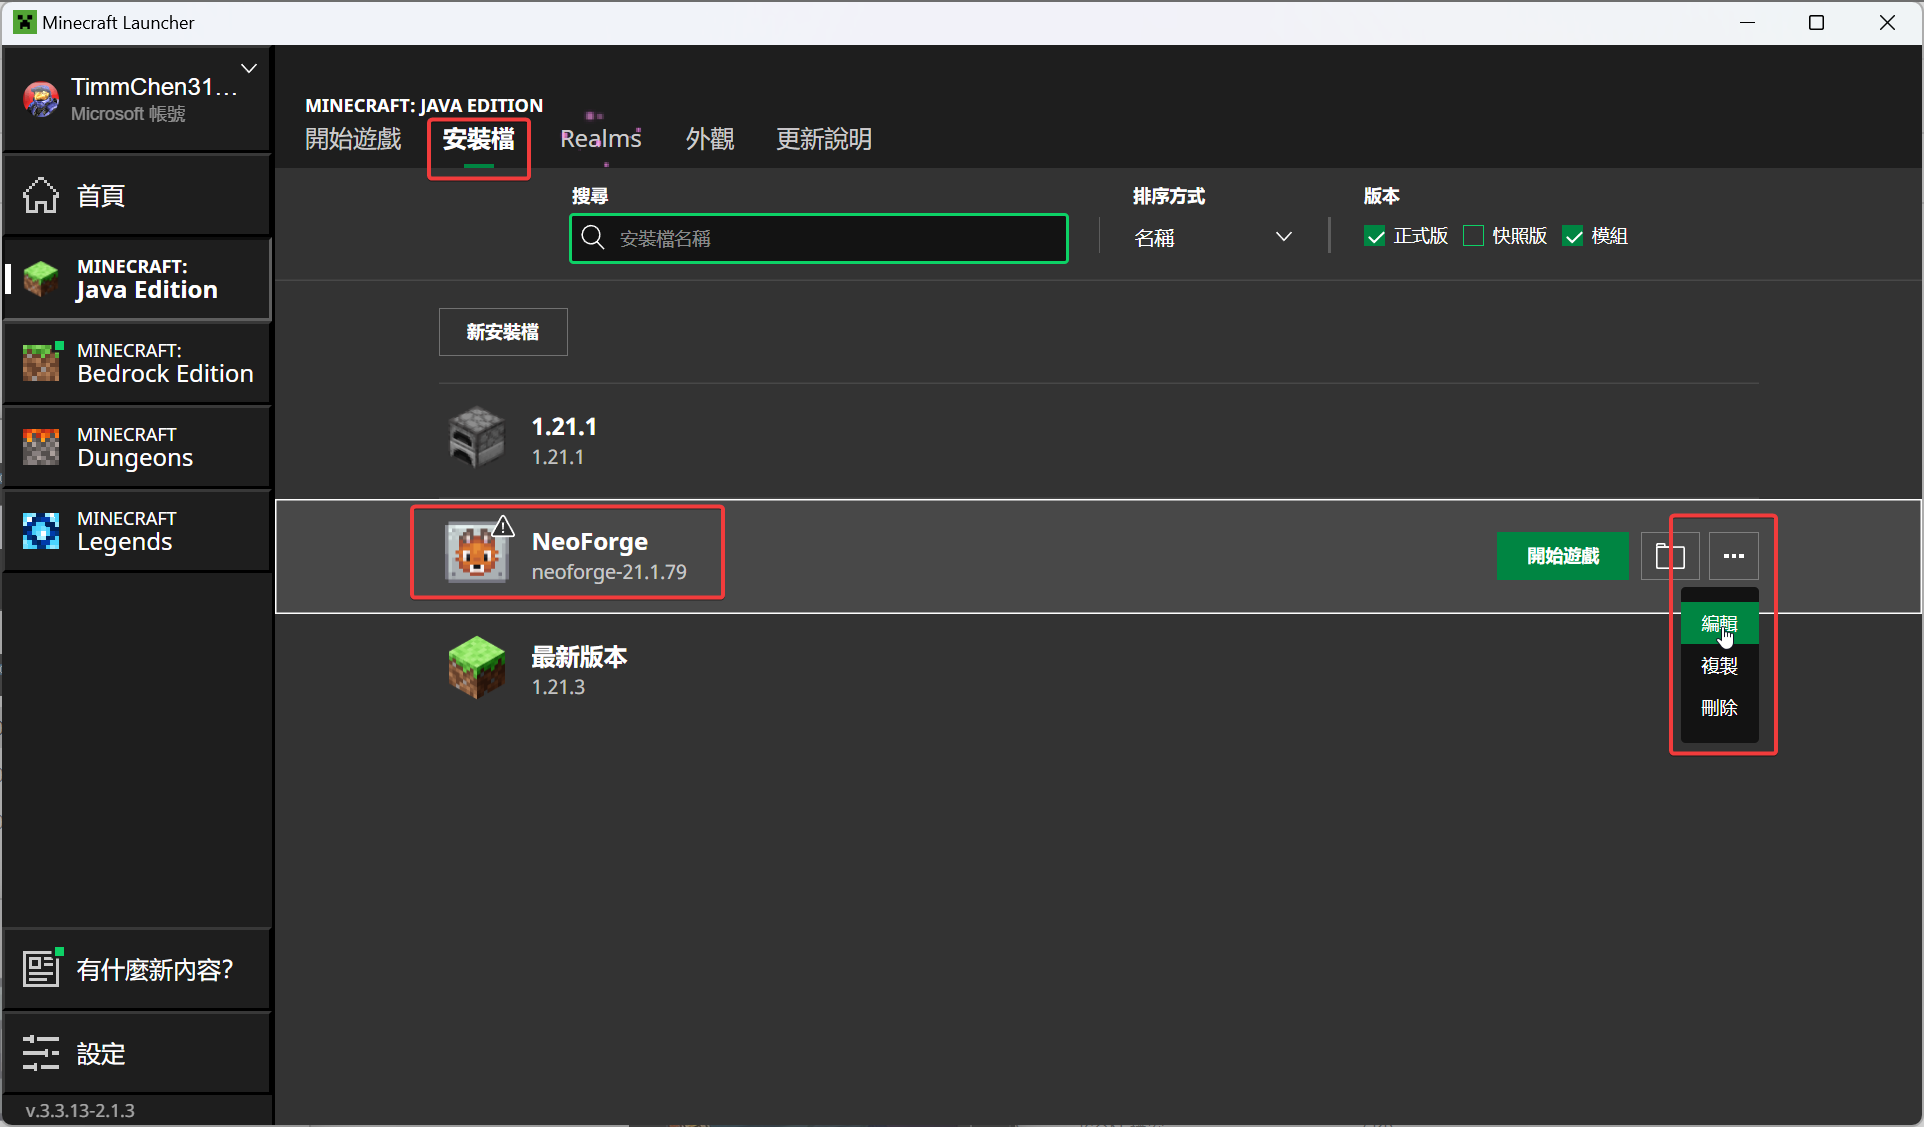 Minecraft Launcher
TimmChen31...
Microsoft 帳號
首頁
MINECRAFT:
Java Edition
MINECRAFT:
Bedrock Edition
MINECRAFT
Dungeons
MINECRAFT
Legends
有什麼新內容?
設定
v.3.3.13-2.1.3
MINECRAFT: JAVA EDITION
開始遊戲 安裝檔 Realms 外觀 更新說明
搜尋
安裝檔名稱
排序方式
名稱
版本
正式版 快照版 模組
新安裝檔
1.21.1
1.21.1
NeoForge
neoforge-21.1.79
開始遊戲
編輯
複製
刪除
最新版本
1.21.3